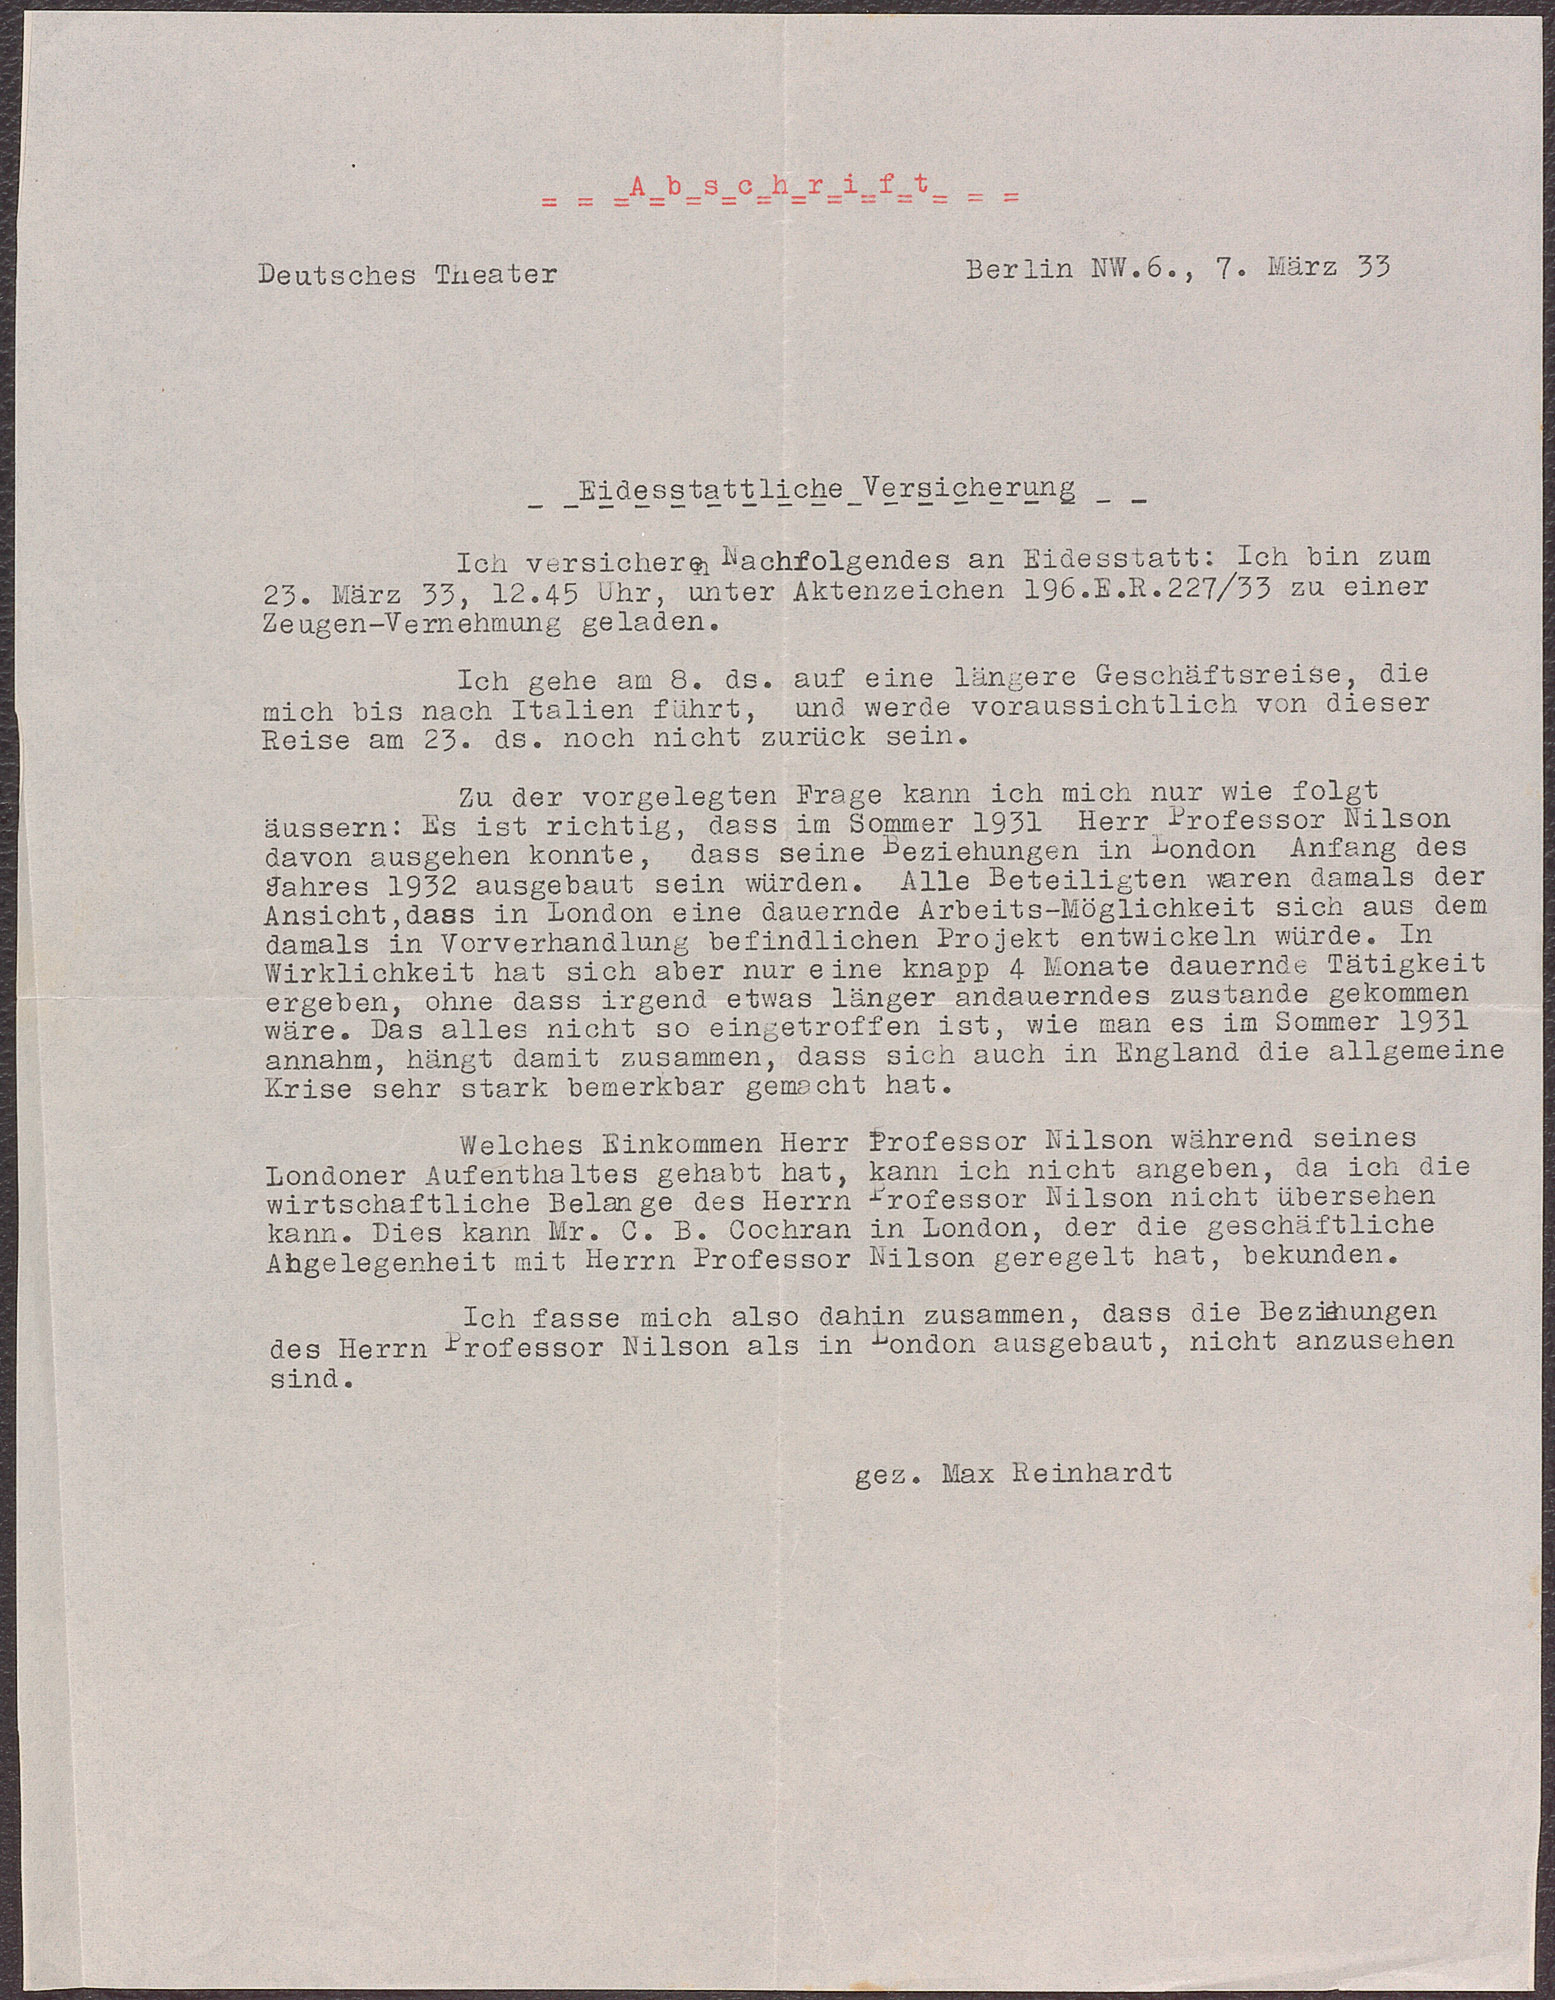 Abschrift
Deutsches Theater Berlin NW.6., 7. März 33
Eidesstattliche Versicherung
Ich versichere Nachfolgendes an Eidesstatt: Ich bin zum
23. März 33, 12.45 Uhr, unter Aktenzeichen 196.E.R.227/33 zu einer
Zeugen-Vernehmung geladen.
Ich gehe am 8. ds. auf eine längere Geschäftsreise, die
mich bis nach Italien führt, und werde voraussichtlich von dieser
Reise am 23. ds. noch nicht zurück sein.
Zu der vorgelegten Frage kann ich mich nur wie folgt
äussern: Es ist richtig, dass im Sommer 1931 Herr Professor Nilson
davon ausgehen konnte, dass seine Beziehungen in London Anfang des
Jahres 1932 ausgebaut sein würden. Alle Beteiligten waren damals der
Ansicht,dass in London eine dauernde Arbeits-Möglichkeit sich aus dem
damals in Vorverhandlung befindlichen Projekt entwickeln würde. In
Wirklichkeit hat sich aber nur eine knapp 4 Monate dauernde Tätigkeit
ergeben, ohne dass irgend etwas länger andauerndes zustande gekommen
wäre. Das alles nicht so eingetroffen ist, wie man es im Sommer 1931
annahm, hängt damit zusammen, dass sich auch in England die allgemeine
Krise sehr stark bemerkbar gemacht hat.
Welches Einkommen Herr Professor Nilson während seines
Londoner Aufenthaltes gehabt hat, kann ich nicht angeben, da ich die
wirtschaftliche Belange des Herrn Professor Nilson nicht übersehen
kann. Dies kann Mr. C. B. Cochran in London, der die geschäftliche
Angelegenheit mit Herrn Professor Nilson geregelt hat, bekunden.
Ich fasse mich also dahin zusammen, dass die Beziehungen
des Herrn Professor Nilson als in London ausgebaut, nicht anzusehen
sind.
gez. Max Reinhardt